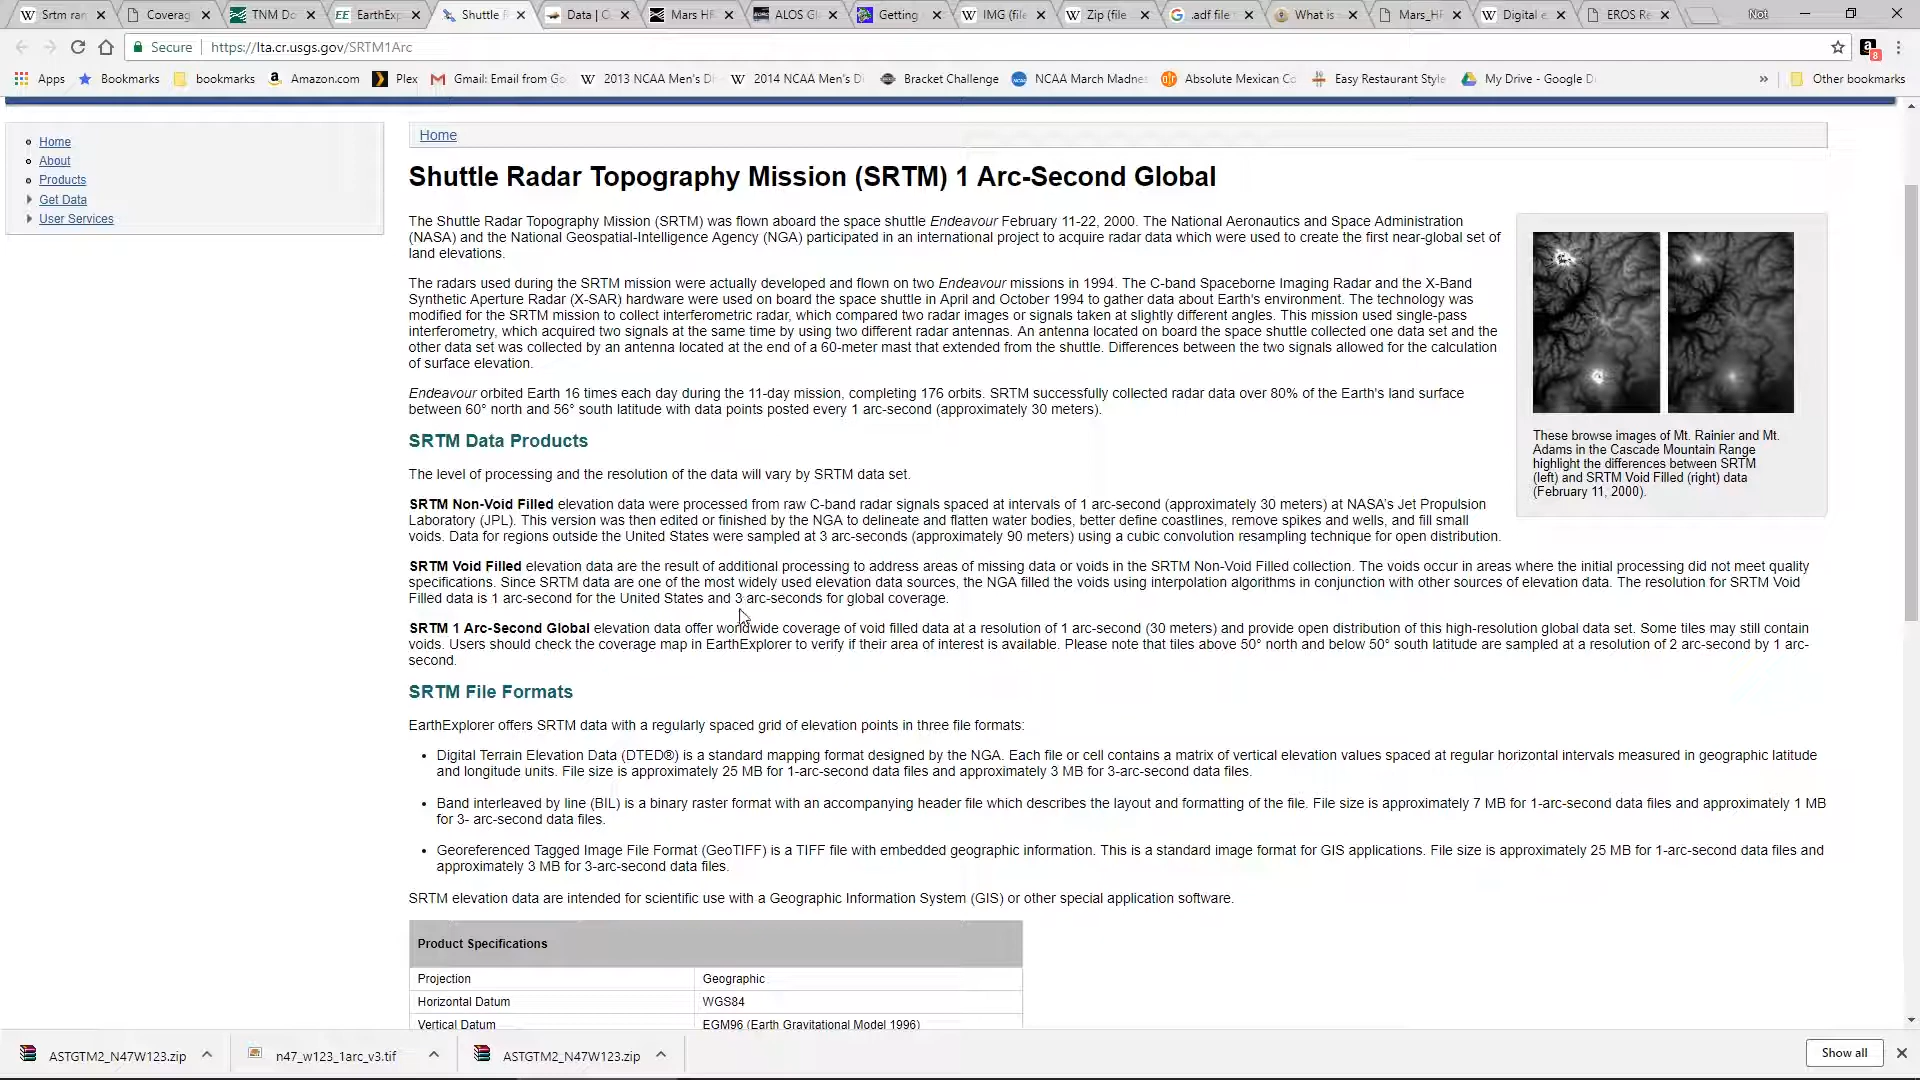 Srtm ran
Coverag
TNM Do
EarthExp
Shuttle R
Data | C
Mars HR
ALOS Gl
Getting
IMG (file
Zip (file
.adf file
What is
Mars_HR
Digital e
EROS Re
Not
Secure
https://lta.cr.usgs.gov/SRTM1Arc
8
Apps
Bookmarks
bookmarks
Amazon.com
Plex
Gmail: Email from Go
2013 NCAA Men's Di
2014 NCAA Men's Di
Bracket Challenge
NCAA March Madnes
Absolute Mexican Co
Easy Restaurant Style
My Drive - Google D
Other bookmarks
Home
About
Products
Get Data
User Services
Home
Shuttle Radar Topography Mission (SRTM) 1 Arc-Second Global
The Shuttle Radar Topography Mission (SRTM) was flown aboard the space shuttle Endeavour February 11-22, 2000. The National Aeronautics and Space Administration
(NASA) and the National Geospatial-Intelligence Agency (NGA) participated in an international project to acquire radar data which were used to create the first near-global set of
land elevations.
The radars used during the SRTM mission were actually developed and flown on two Endeavour missions in 1994. The C-band Spaceborne Imaging Radar and the X-Band
Synthetic Aperture Radar (X-SAR) hardware were used on board the space shuttle in April and October 1994 to gather data about Earth's environment. The technology was
modified for the SRTM mission to collect interferometric radar, which compared two radar images or signals taken at slightly different angles. This mission used single-pass
interferometry, which acquired two signals at the same time by using two different radar antennas. An antenna located on board the space shuttle collected one data set and the
other data set was collected by an antenna located at the end of a 60-meter mast that extended from the shuttle. Differences between the two signals allowed for the calculation
of surface elevation.
Endeavour orbited Earth 16 times each day during the 11-day mission, completing 176 orbits. SRTM successfully collected radar data over 80% of the Earth's land surface
between 60° north and 56° south latitude with data points posted every 1 arc-second (approximately 30 meters).
These browse images of Mt. Rainier and Mt.
Adams in the Cascade Mountain Range
highlight the differences between SRTM
(left) and SRTM Void Filled (right) data
(February 11, 2000).
SRTM Data Products
The level of processing and the resolution of the data will vary by SRTM data set.
SRTM Non-Void Filled elevation data were processed from raw C-band radar signals spaced at intervals of 1 arc-second (approximately 30 meters) at NASA's Jet Propulsion
Laboratory (JPL). This version was then edited or finished by the NGA to delineate and flatten water bodies, better define coastlines, remove spikes and wells, and fill small
voids. Data for regions outside the United States were sampled at 3 arc-seconds (approximately 90 meters) using a cubic convolution resampling technique for open distribution.
SRTM Void Filled elevation data are the result of additional processing to address areas of missing data or voids in the SRTM Non-Void Filled collection. The voids occur in areas where the initial processing did not meet quality
specifications. Since SRTM data are one of the most widely used elevation data sources, the NGA filled the voids using interpolation algorithms in conjunction with other sources of elevation data. The resolution for SRTM Void
Filled data is 1 arc-second for the United States and 3 arc-seconds for global coverage.
SRTM 1 Arc-Second Global elevation data offer worldwide coverage of void filled data at a resolution of 1 arc-second (30 meters) and provide open distribution of this high-resolution global data set. Some tiles may still contain
voids. Users should check the coverage map in EarthExplorer to verify if their area of interest is available. Please note that tiles above 50° north and below 50° south latitude are sampled at a resolution of 2 arc-second by 1 arc-
second.
SRTM File Formats
EarthExplorer offers SRTM data with a regularly spaced grid of elevation points in three file formats:
• Digital Terrain Elevation Data (DTED®) is a standard mapping format designed by the NGA. Each file or cell contains a matrix of vertical elevation values spaced at regular horizontal intervals measured in geographic latitude
and longitude units. File size is approximately 25 MB for 1-arc-second data files and approximately 3 MB for 3-arc-second data files.
• Band interleaved by line (BIL) is a binary raster format with an accompanying header file which describes the layout and formatting of the file. File size is approximately 7 MB for 1-arc-second data files and approximately 1 MB
for 3- arc-second data files.
• Georeferenced Tagged Image File Format (GeoTIFF) is a TIFF file with embedded geographic information. This is a standard image format for GIS applications. File size is approximately 25 MB for 1-arc-second data files and
approximately 3 MB for 3-arc-second data files.
SRTM elevation data are intended for scientific use with a Geographic Information System (GIS) or other special application software.
Product Specifications
Projection Geographic
Horizontal Datum WGS84
Vertical Datum EGM96 (Earth Gravitational Model 1996)
ASTGTM2_N47W123.zip
n47_w123_1arc_v3.tif
ASTGTM2_N47W123.zip
Show all